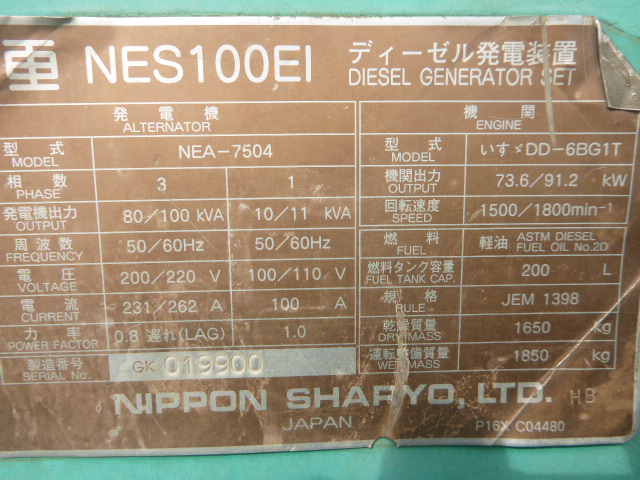 重 NES100EI ディーゼル発電装置
DIESEL GENERATOR SET
発電機
ALTERNATOR
型式
MODEL
NEA-7504
相数
PHASE
3 1
発電機出力
OUTPUT
80/100 kVA 10/11 kVA
周波数
FREQUENCY
50/60Hz 50/60Hz
電圧
VOLTAGE
200/220 V 100/110 V
電流
CURRENT
231/262 A 100 A
力率
POWER FACTOR
0.8 遅れ(LAG) 1.0
製造番号
SERIAL No.
GK 019900
機関
ENGINE
型式
MODEL
いすゞDD-6BG1T
機関出力
OUTPUT
73.6/91.2 kW
回転速度
SPEED
1500/1800min-1
燃料
FUEL
軽油 ASTM DIESEL
FUEL OIL No.2D
燃料タンク容量
FUEL TANK CAP.
200 L
規格
RULE
JEM 1398
乾燥質量
DRY MASS
1650 kg
運転整備質量
WET MASS
1850 kg
NIPPON SHARYO, LTD. HB
JAPAN
P16X C04480